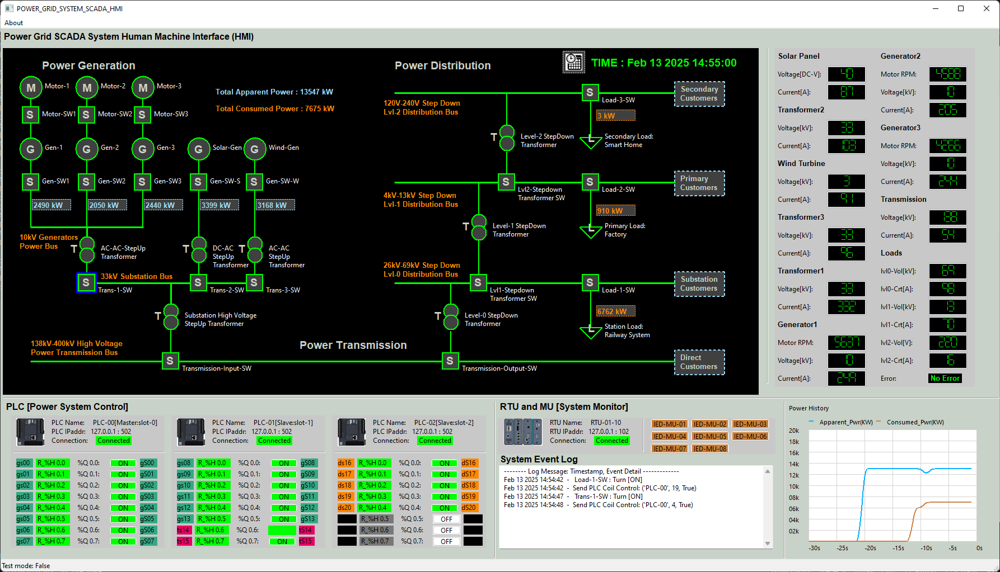 POWER_GRID_SYSTEM_SCADA_HMI
About
Power Grid SCADA System Human Machine Interface (HMI)
Power Generation
Power Distribution
TIME : Feb 13 2025 14:55:00
M Motor-1 M Motor-2 M Motor-3
Total Apparent Power : 13547 kW
Total Consumed Power : 7675 kW
S Motor-SW1 S Motor-SW2 S Motor-SW3
G Gen-1 G Gen-2 G Gen-3 G Solar-Gen G Wind-Gen
S Gen-SW1 S Gen-SW2 S Gen-SW3 S Gen-SW-S S Gen-SW-W
2490 kW 2050 kW 2440 kW 3399 kW 3168 kW
10kV Generators
Power Bus
T AC-AC-StepUp
Transformer
T DC-AC
StepUp
Transformer
T AC-AC
StepUp
Transformer
33kV Substation Bus
S Trans-1-SW S Trans-2-SW S Trans-3-SW
T Substation High Voltage
StepUp Transformer
138kV-400kV High Voltage
Power Transmission Bus
Power Transmission
S Transmission-Input-SW
S Transmission-Output-SW
Direct
Customers
120V-240V Step Down
Lvl-2 Distribution Bus
S Load-3-SW
Secondary
Customers
3 kW
T Level-2 StepDown
Transformer
L Secondary Load:
Smart Home
4kV-13kV Step Down
Lvl-1 Distribution Bus
S Lvl2-Stepdown
Transformer SW
S Load-2-SW
Primary
Customers
910 kW
T Level-1 StepDown
Transformer
L Primary Load:
Factory
26kV-69kV Step Down
Lvl-0 Distribution Bus
S Lvl1-Stepdown
Transformer SW
S Load-1-SW
Substation
Customers
6762 kW
T Level-0 StepDown
Transformer
L Station Load:
Railway System
Solar Panel
Voltage[DC-V]: 40
Current[A]: 87
Transformer2
Voltage[kV]: 33
Current[A]: 103
Wind Turbine
Voltage[kV]: 3
Current[A]: 91
Transformer3
Voltage[kV]: 33
Current[A]: 96
Transformer1
Voltage[kV]: 33
Current[A]: 332
Generator1
Motor RPM: 5637
Voltage[kV]: 10
Current[A]: 249
Generator2
Motor RPM: 4588
Voltage[kV]: 10
Current[A]: 205
Generator3
Motor RPM: 4266
Voltage[kV]: 10
Current[A]: 244
Transmission
Voltage[kV]: 138
Current[A]: 54
Loads
lvl0-Vol[kV]: 69
lvl0-Crt[A]: 98
lvl1-Vol[kV]: 13
lvl1-Crt[A]: 70
lvl2-Vol[V]: 220
lvl2-Crt[A]: 16
Error: No Error
PLC [Power System Control]
PLC Name: PLC-00[Master:slot-0]
PLC IPaddr: 127.0.0.1 : 502
Connection: Connected
gs00 R_%H 0.0 %Q 0.0: ON gS00
gs01 R_%H 0.1 %Q 0.1: ON gS01
gs02 R_%H 0.2 %Q 0.2: ON gS02
gs03 R_%H 0.3 %Q 0.3: ON gS03
gs04 R_%H 0.4 %Q 0.4: ON gS04
gs05 R_%H 0.5 %Q 0.5: ON gS05
gs06 R_%H 0.6 %Q 0.6: ON gS06
gs07 R_%H 0.7 %Q 0.7: ON gS07
PLC Name: PLC-01[Slave:slot-1]
PLC IPaddr: 127.0.0.1 : 502
Connection: Connected
gs08 R_%H 0.0 %Q 0.0: ON gS08
gs09 R_%H 0.1 %Q 0.1: ON gS09
gs10 R_%H 0.2 %Q 0.2: ON gS10
gs11 R_%H 0.3 %Q 0.3: ON gS11
gs12 R_%H 0.4 %Q 0.4: ON gS12
gs13 R_%H 0.5 %Q 0.5: ON gS13
ts14 R_%H 0.6 %Q 0.6: tS14
ts15 R_%H 0.7 %Q 0.7: ON tS15
PLC Name: PLC-02[Slave:slot-2]
PLC IPaddr: 127.0.0.1 : 502
Connection: Connected
ds16 R_%H 0.0 %Q 0.0: ON dS16
ds17 R_%H 0.1 %Q 0.1: ON dS17
ds18 R_%H 0.2 %Q 0.2: ON dS18
ds19 R_%H 0.3 %Q 0.3: ON dS19
ds20 R_%H 0.4 %Q 0.4: ON dS20
R_%H 0.5 %Q 0.5: OFF
R_%H 0.6 %Q 0.6: OFF
R_%H 0.7 %Q 0.7: OFF
RTU and MU [System Monitor]
RTU Name: RTU-01-10
RTU IPaddr: 127.0.0.1 : 102
Connection: Connected
IED-MU-01 IED-MU-02 IED-MU-03
IED-MU-04 IED-MU-05 IED-MU-06
IED-MU-07 IED-MU-08
System Event Log
-------- Log Message: Timestamp, Event Detail -------------
Feb 13 2025 14:54:42 - Load-1-SW : Turn [ON]
Feb 13 2025 14:54:42 - Send PLC Coil Control: ('PLC-00', 19, True)
Feb 13 2025 14:54:47 - Trans-1-SW : Turn [ON]
Feb 13 2025 14:54:48 - Send PLC Coil Control: ('PLC-00', 4, True)
Power History
Apparent_Pwr(KW) Consumed_Pwr(KW)
20k
18k
16k
14k
12k
10k
08k
06k
04k
02k
-30s -25s -20s -15s -10s -5s 0s
Test mode: False